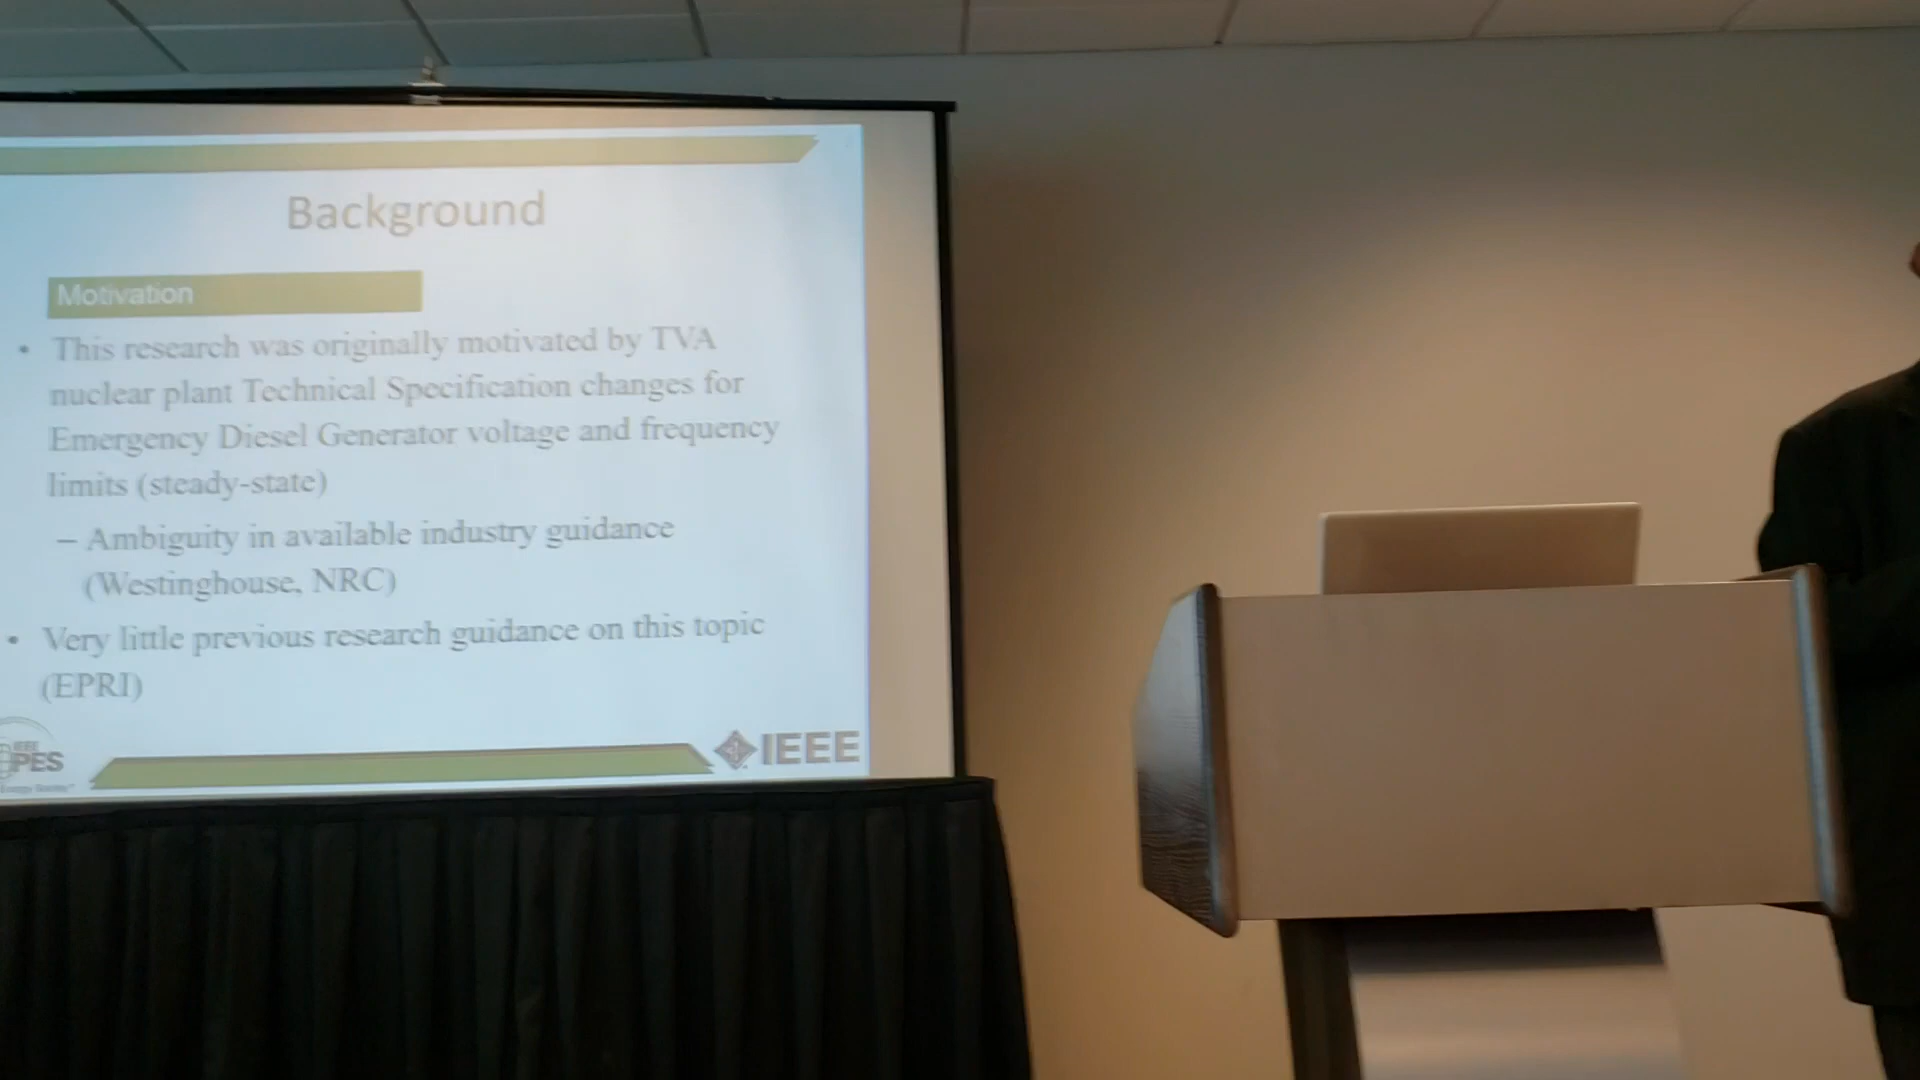 Background
Motivation
• This research was originally motivated by TVA
nuclear plant Technical Specification changes for
Emergency Diesel Generator voltage and frequency
limits (steady-state)
– Ambiguity in available industry guidance
(Westinghouse, NRC)
• Very little previous research guidance on this topic
(EPRI)
IEEE
PES
IEEE